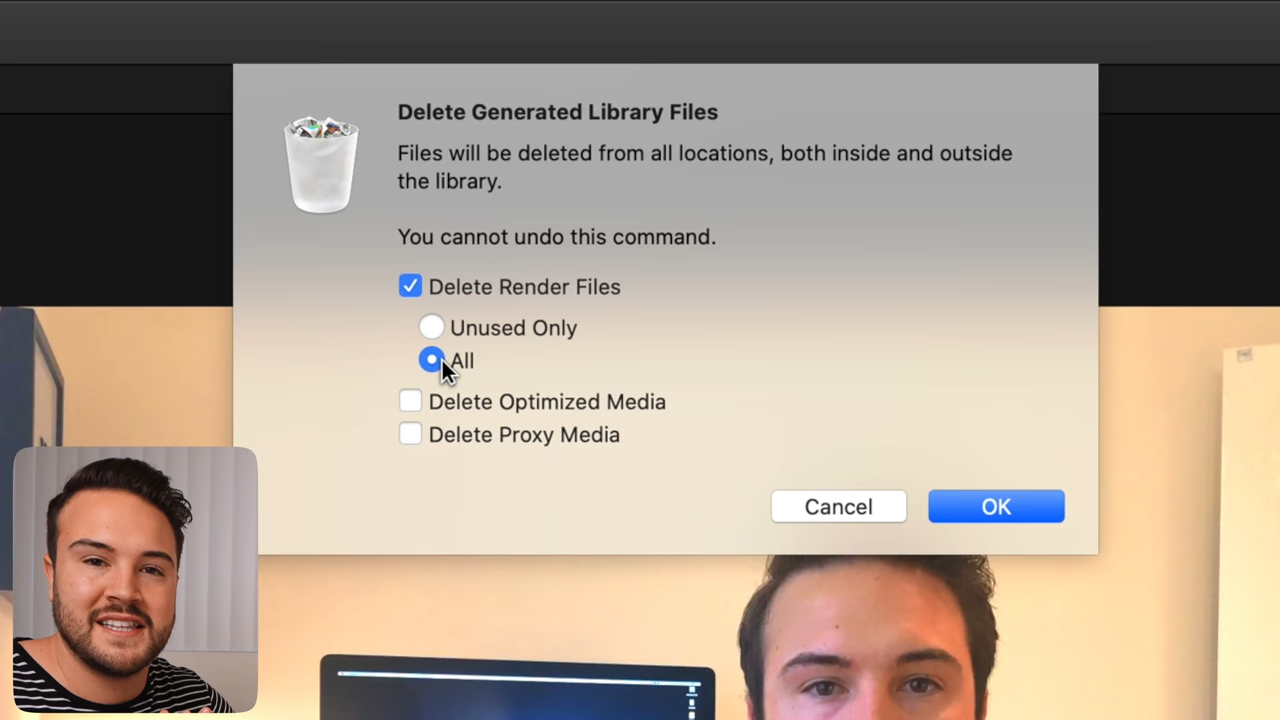 Delete Generated Library Files
Files will be deleted from all locations, both inside and outside
the library.
You cannot undo this command.
Delete Render Files
Unused Only
All
Delete Optimized Media
Delete Proxy Media
Cancel
OK